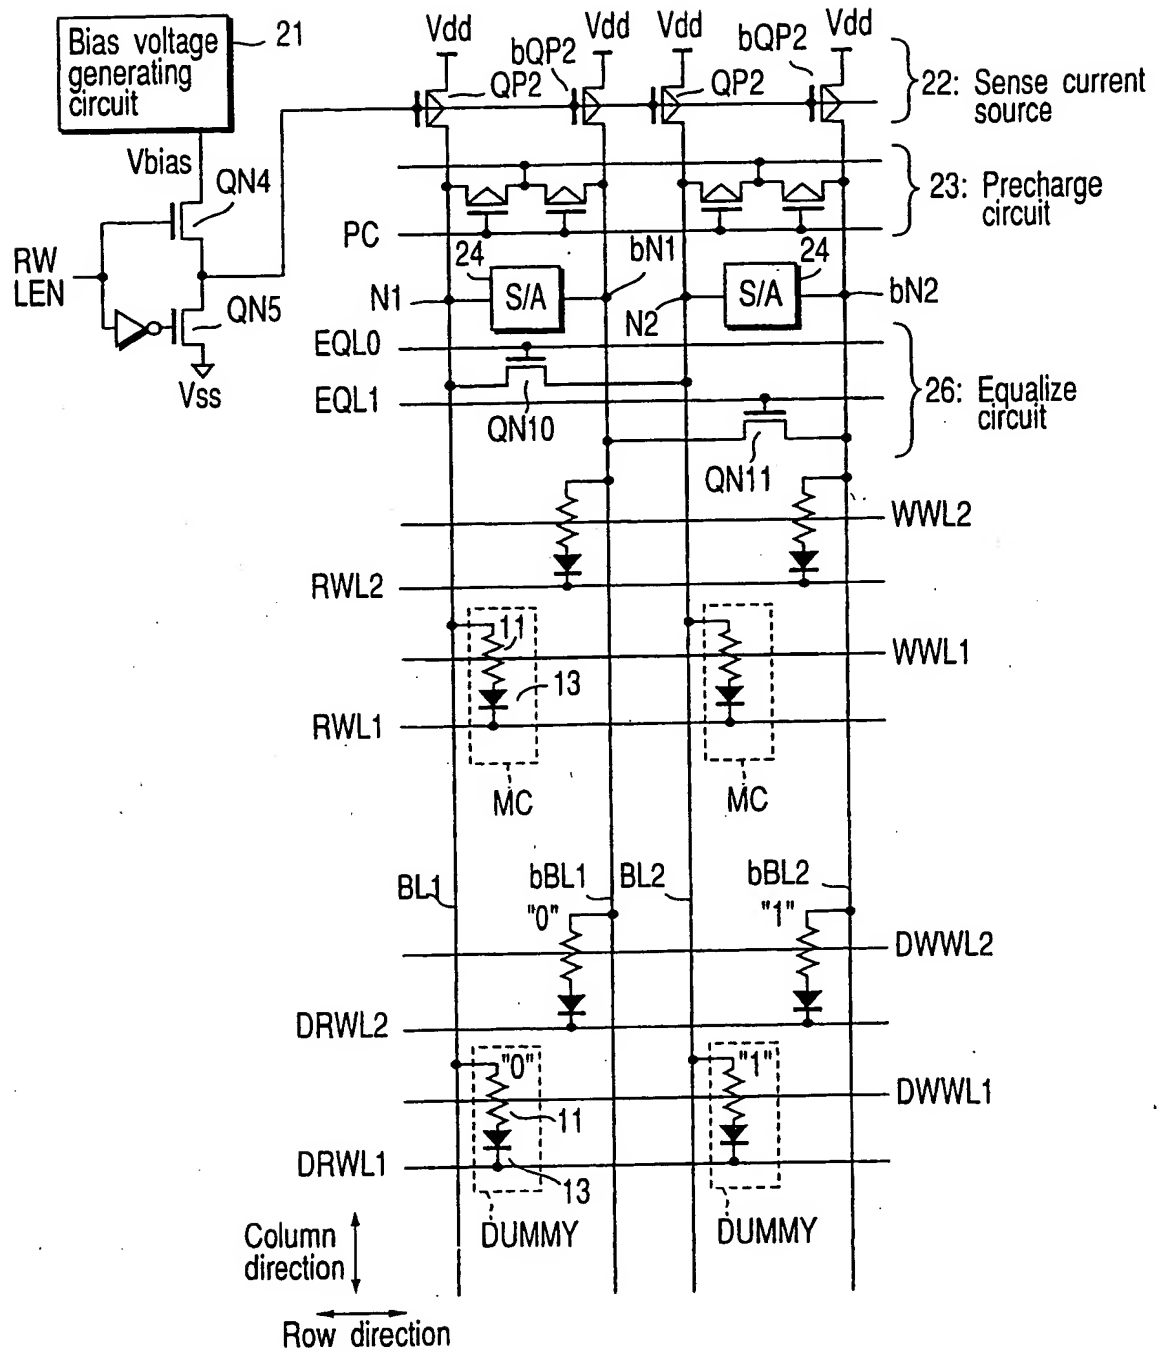 Bias voltage
generating
circuit
21
Vdd
Vdd
Vdd
Vdd
bQP2
QP2
QP2
bQP2
22: Sense current
source
Vbias
QN4
RW
LEN
QN5
Vss
23: Precharge
circuit
PC
24
S/A
bN1
24
S/A
N1
N2
bN2
EQL0
EQL1
QN10
QN11
26: Equalize
circuit
WWL2
RWL2
11
WWL1
13
RWL1
MC
MC
BL1
bBL1
BL2
bBL2
"0"
"1"
DWWL2
DRWL2
"0"
"1"
DWWL1
11
DRWL1
13
DUMMY
DUMMY
Column
direction
Row direction